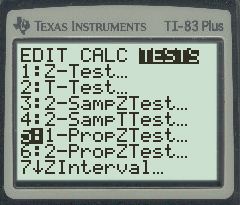 TEXAS INSTRUMENTS TI-83 Plus
EDIT CALC TESTS
1:Z-Test…
2:T-Test…
3:2-SampZTest…
4:2-SampTTest…
5:1-PropZTest…
6:2-PropZTest…
7↓ZInterval…